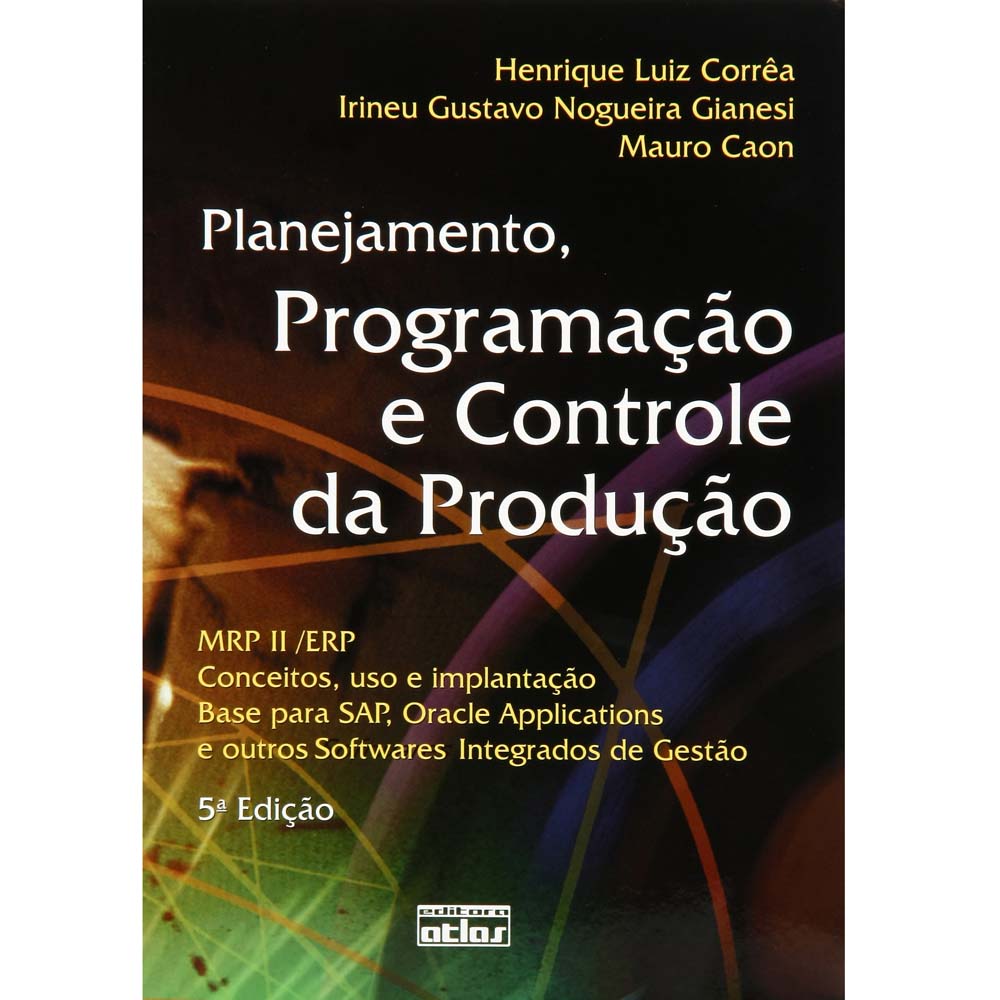 Henrique Luiz Corrêa
Irineu Gustavo Nogueira Gianesi
Mauro Caon
Planejamento,
Programação
e Controle
da Produção
MRP II /ERP
Conceitos, uso e implantação
Base para SAP, Oracle Applications
e outros Softwares Integrados de Gestão
5ª Edição
editora
atlas